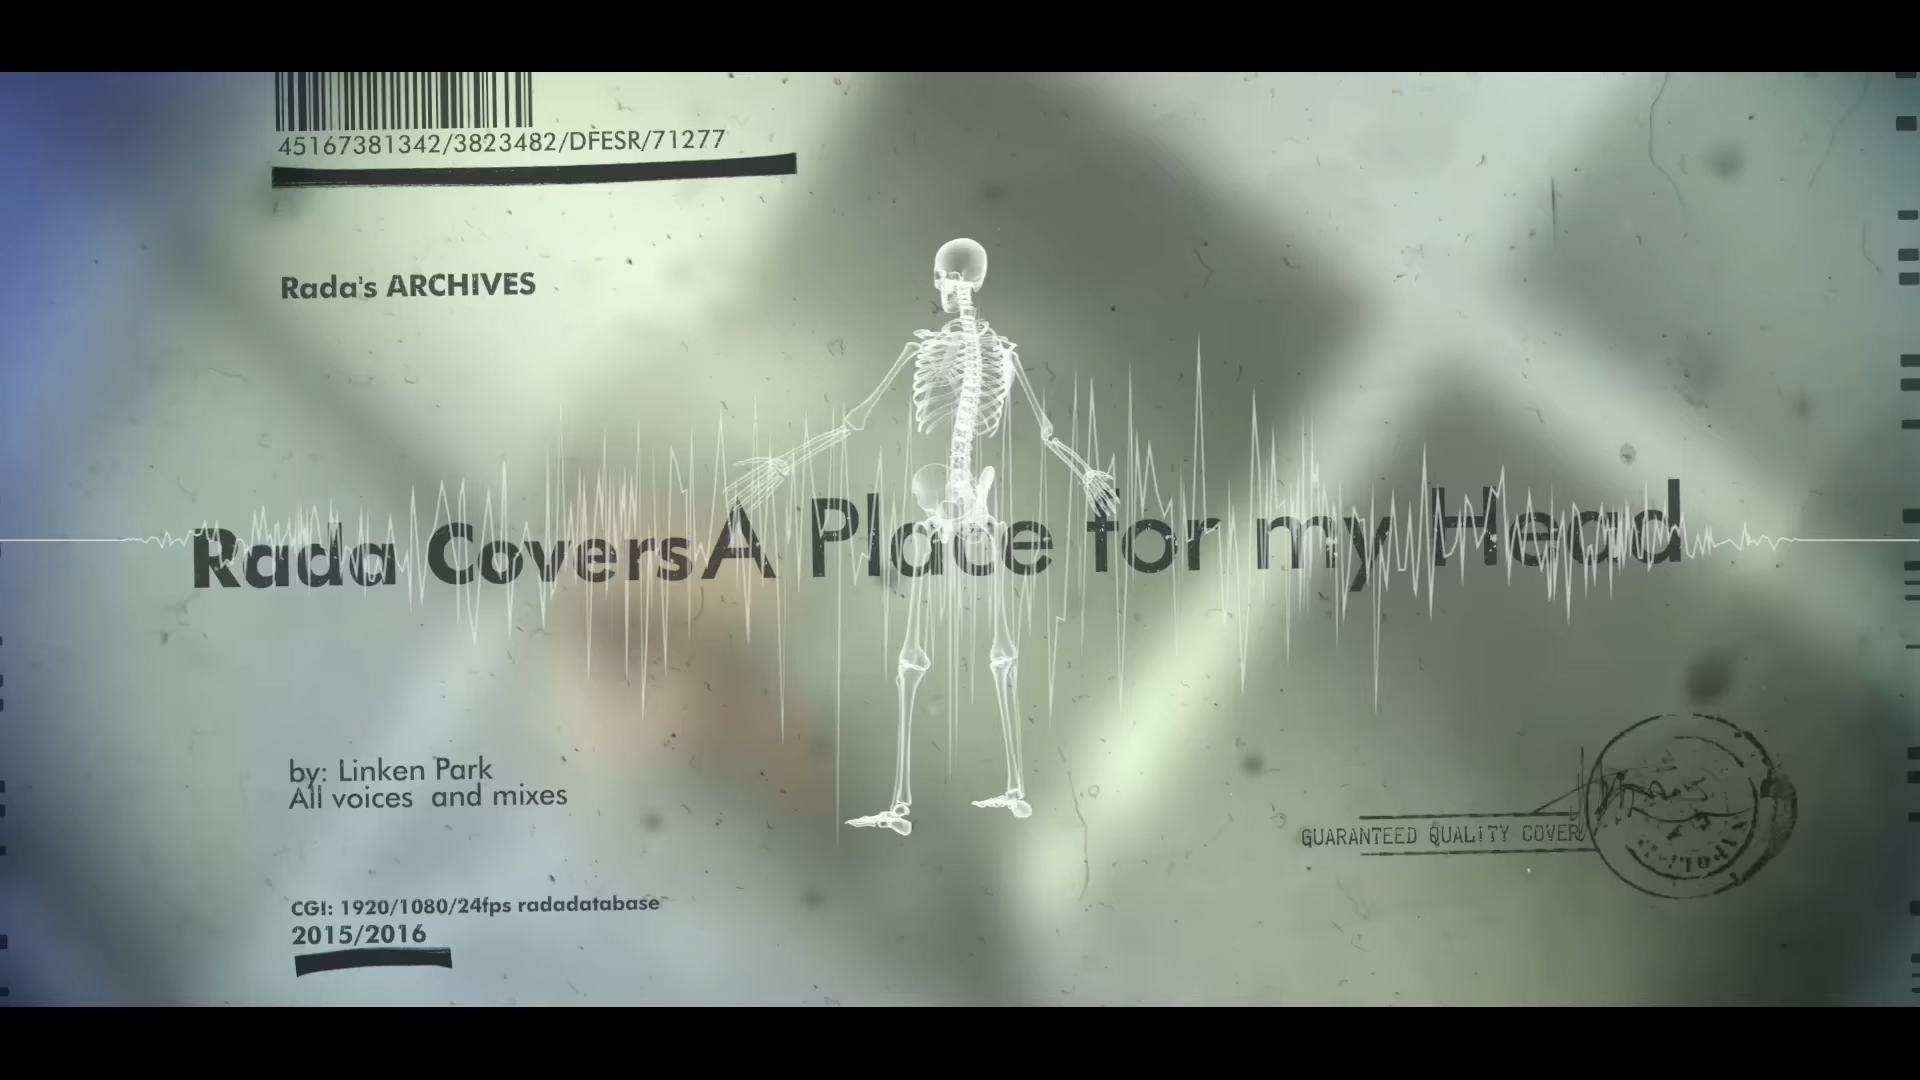 45167381342/3823482/DFESR/71277
Rada's ARCHIVES
Rada Covers A Place for my Head
by: Linken Park
All voices and mixes
GUARANTEED QUALITY COVER
CGI: 1920/1080/24fps radadatabase
2015/2016